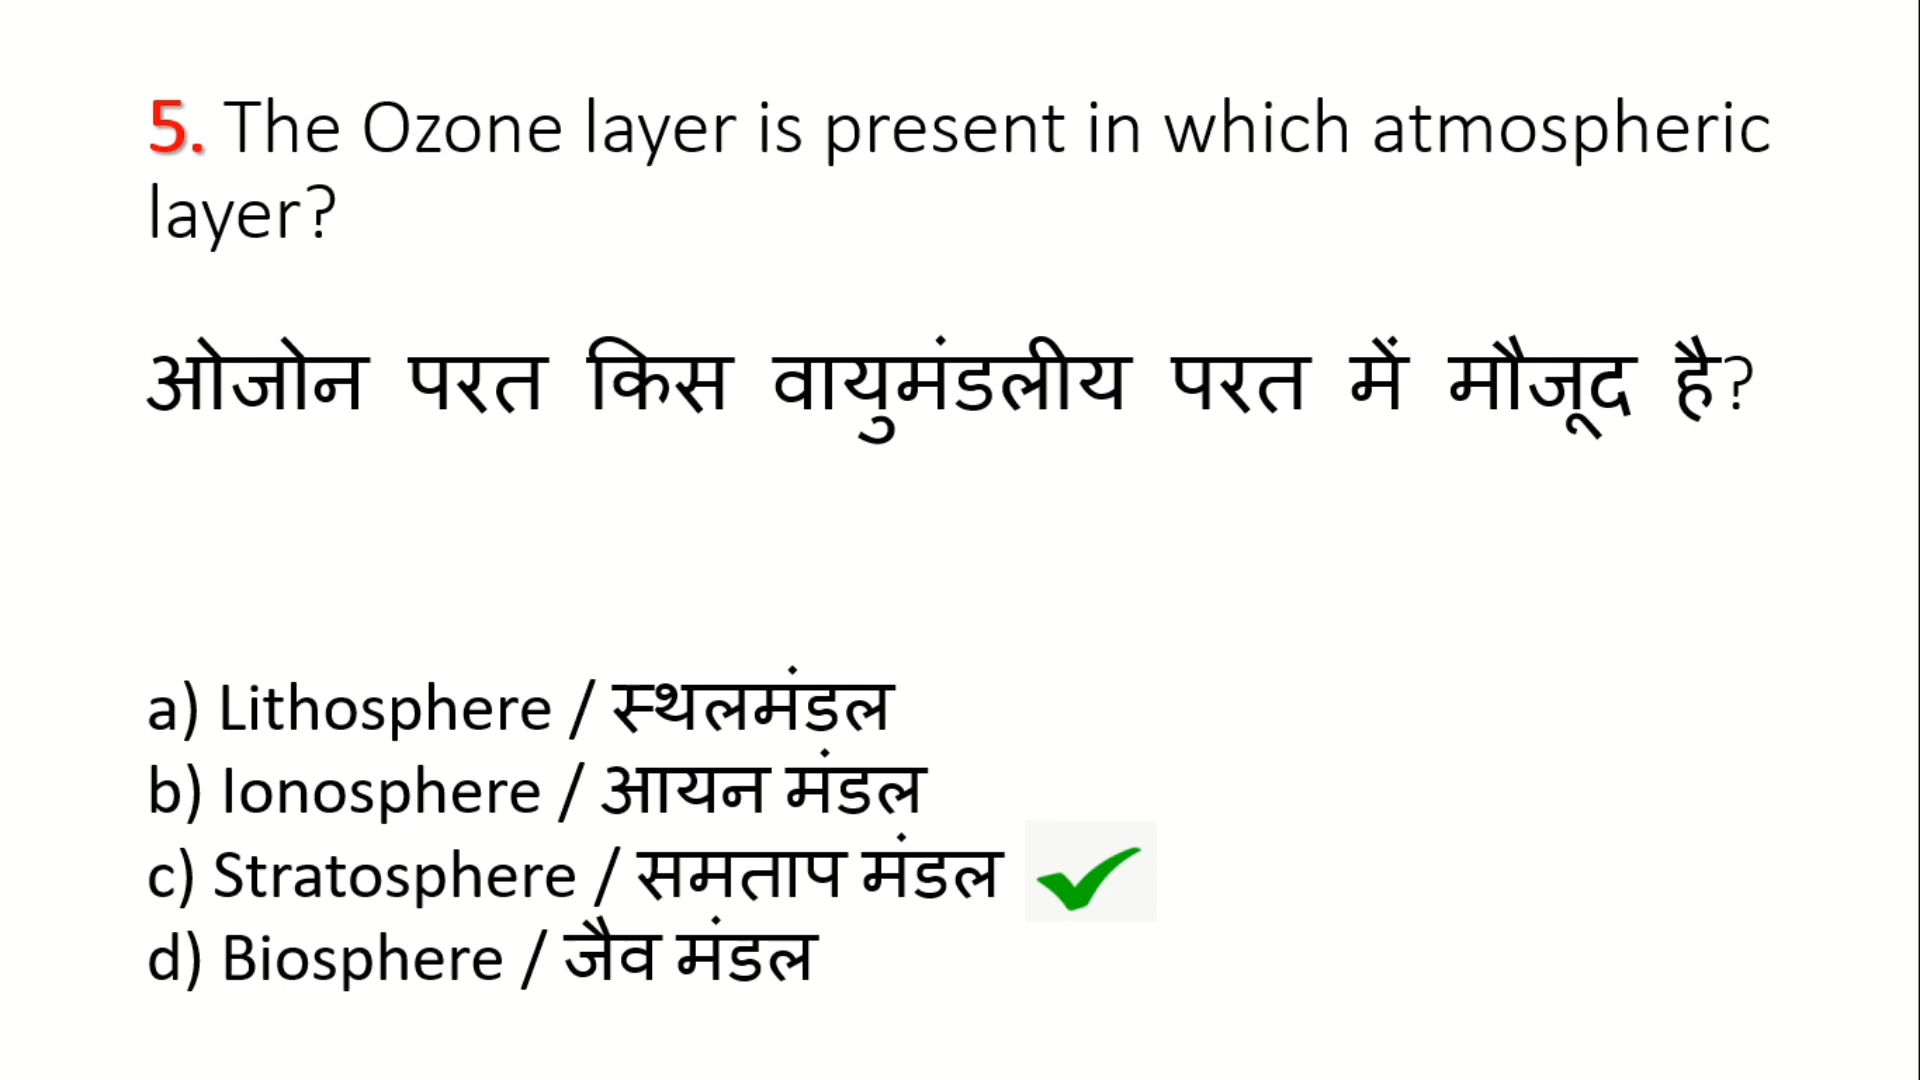 5. The Ozone layer is present in which atmospheric
layer?
ओजोन परत किस वायुमंडलीय परत में मौजूद है?
a) Lithosphere / स्थलमंडल
b) Ionosphere / आयन मंडल
c) Stratosphere / समताप मंडल
d) Biosphere / जैव मंडल